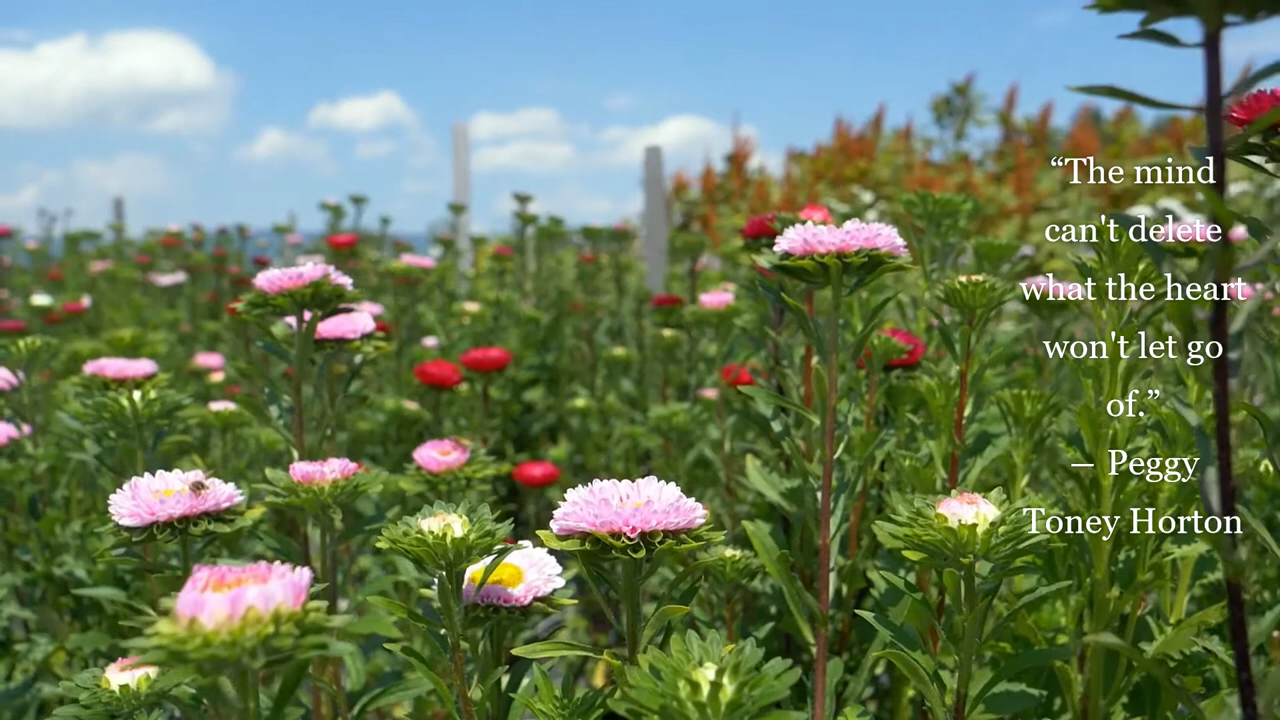 “The mind
can't delete
what the heart
won't let go
of.”
— Peggy
Toney Horton